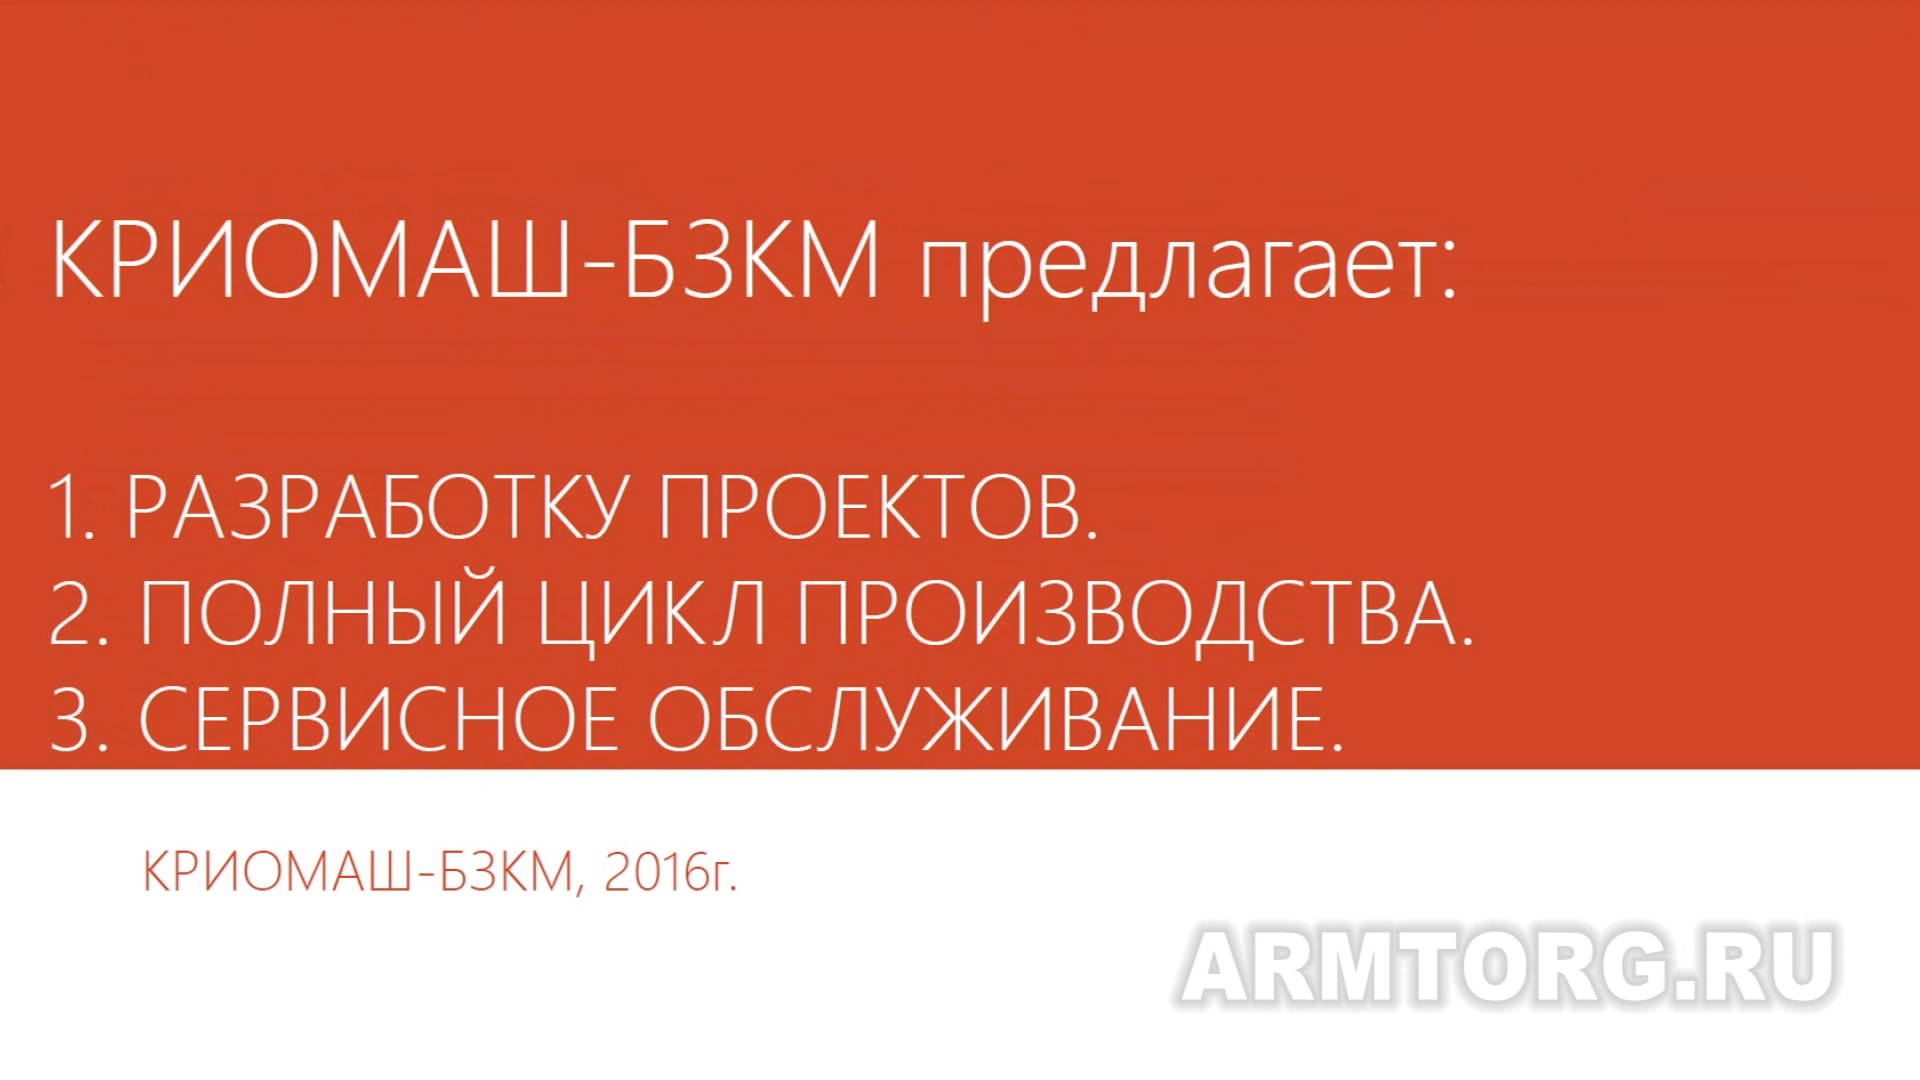 КРИОМАШ-БЗКМ предлагает:
1. РАЗРАБОТКУ ПРОЕКТОВ.
2. ПОЛНЫЙ ЦИКЛ ПРОИЗВОДСТВА.
3. СЕРВИСНОЕ ОБСЛУЖИВАНИЕ.
КРИОМАШ-БЗКМ, 2016г.
ARMTORG.RU